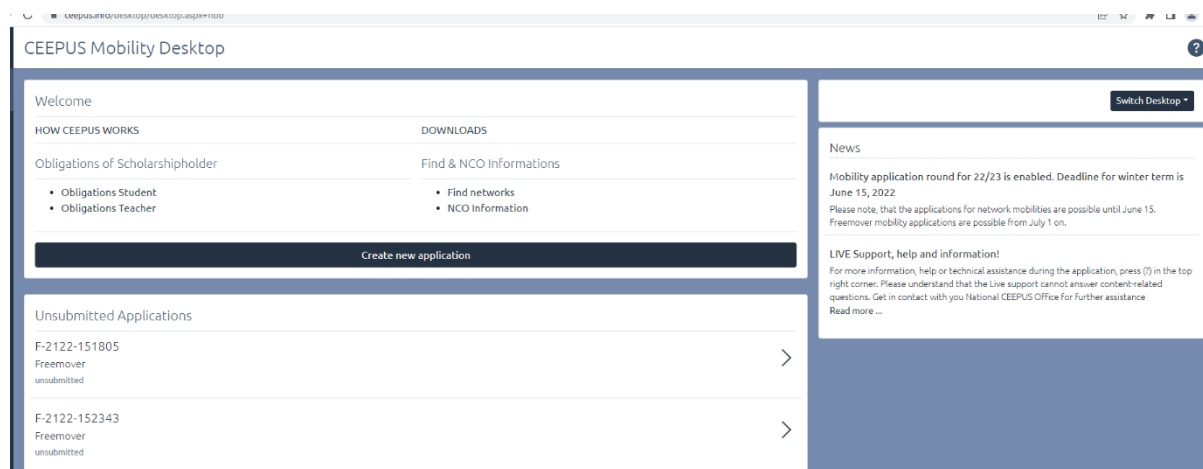 ceepus.info/desktop/desktop.aspx#nbb
CEEPUS Mobility Desktop
Welcome
HOW CEEPUS WORKS
DOWNLOADS
Obligations of Scholarshipholder
Find & NCO Informations
• Obligations Student
• Obligations Teacher
• Find networks
• NCO Information
Create new application
Unsubmitted Applications
F-2122-151805
Freemover
unsubmitted
F-2122-152343
Freemover
unsubmitted
Switch Desktop
News
Mobility application round for 22/23 is enabled. Deadline for winter term is
June 15, 2022
Please note, that the applications for network mobilities are possible until June 15.
Freemover mobility applications are possible from July 1 on.
LIVE Support, help and information!
For more information, help or technical assistance during the application, press (?) in the top
right corner. Please understand that the Live support cannot answer content-related
questions. Get in contact with you National CEEPUS Office for further assistance
Read more ...